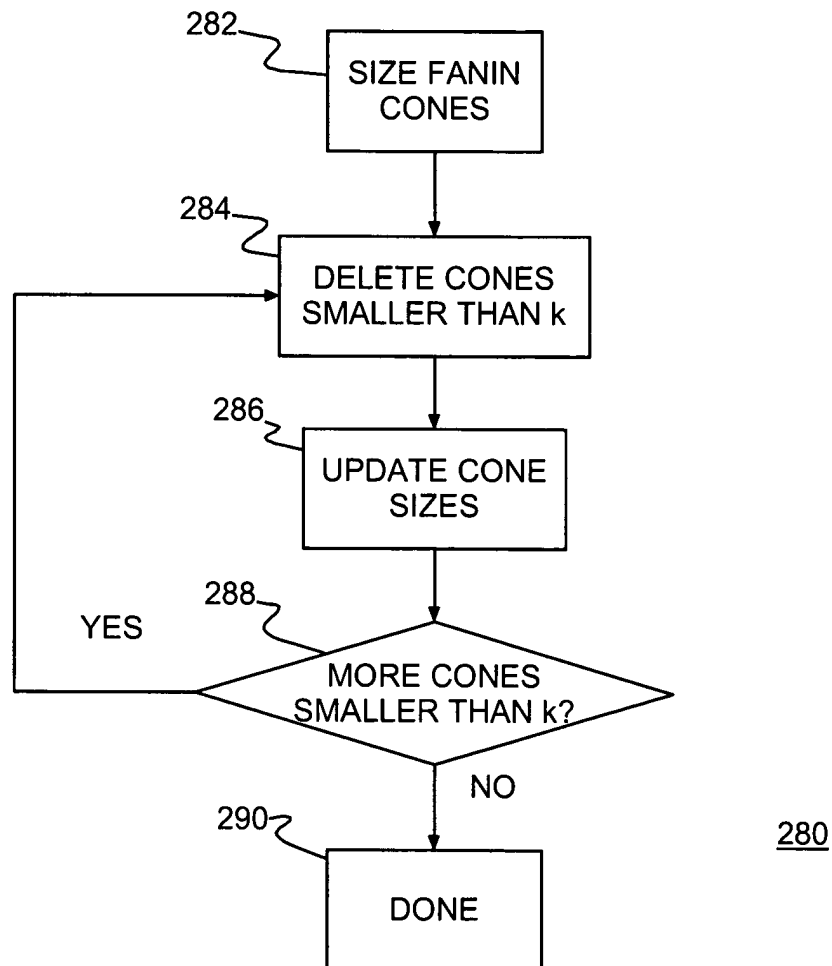 282
SIZE FANIN
CONES
284
DELETE CONES
SMALLER THAN k
286
UPDATE CONE
SIZES
288
YES
MORE CONES
SMALLER THAN k?
NO
290
280
DONE